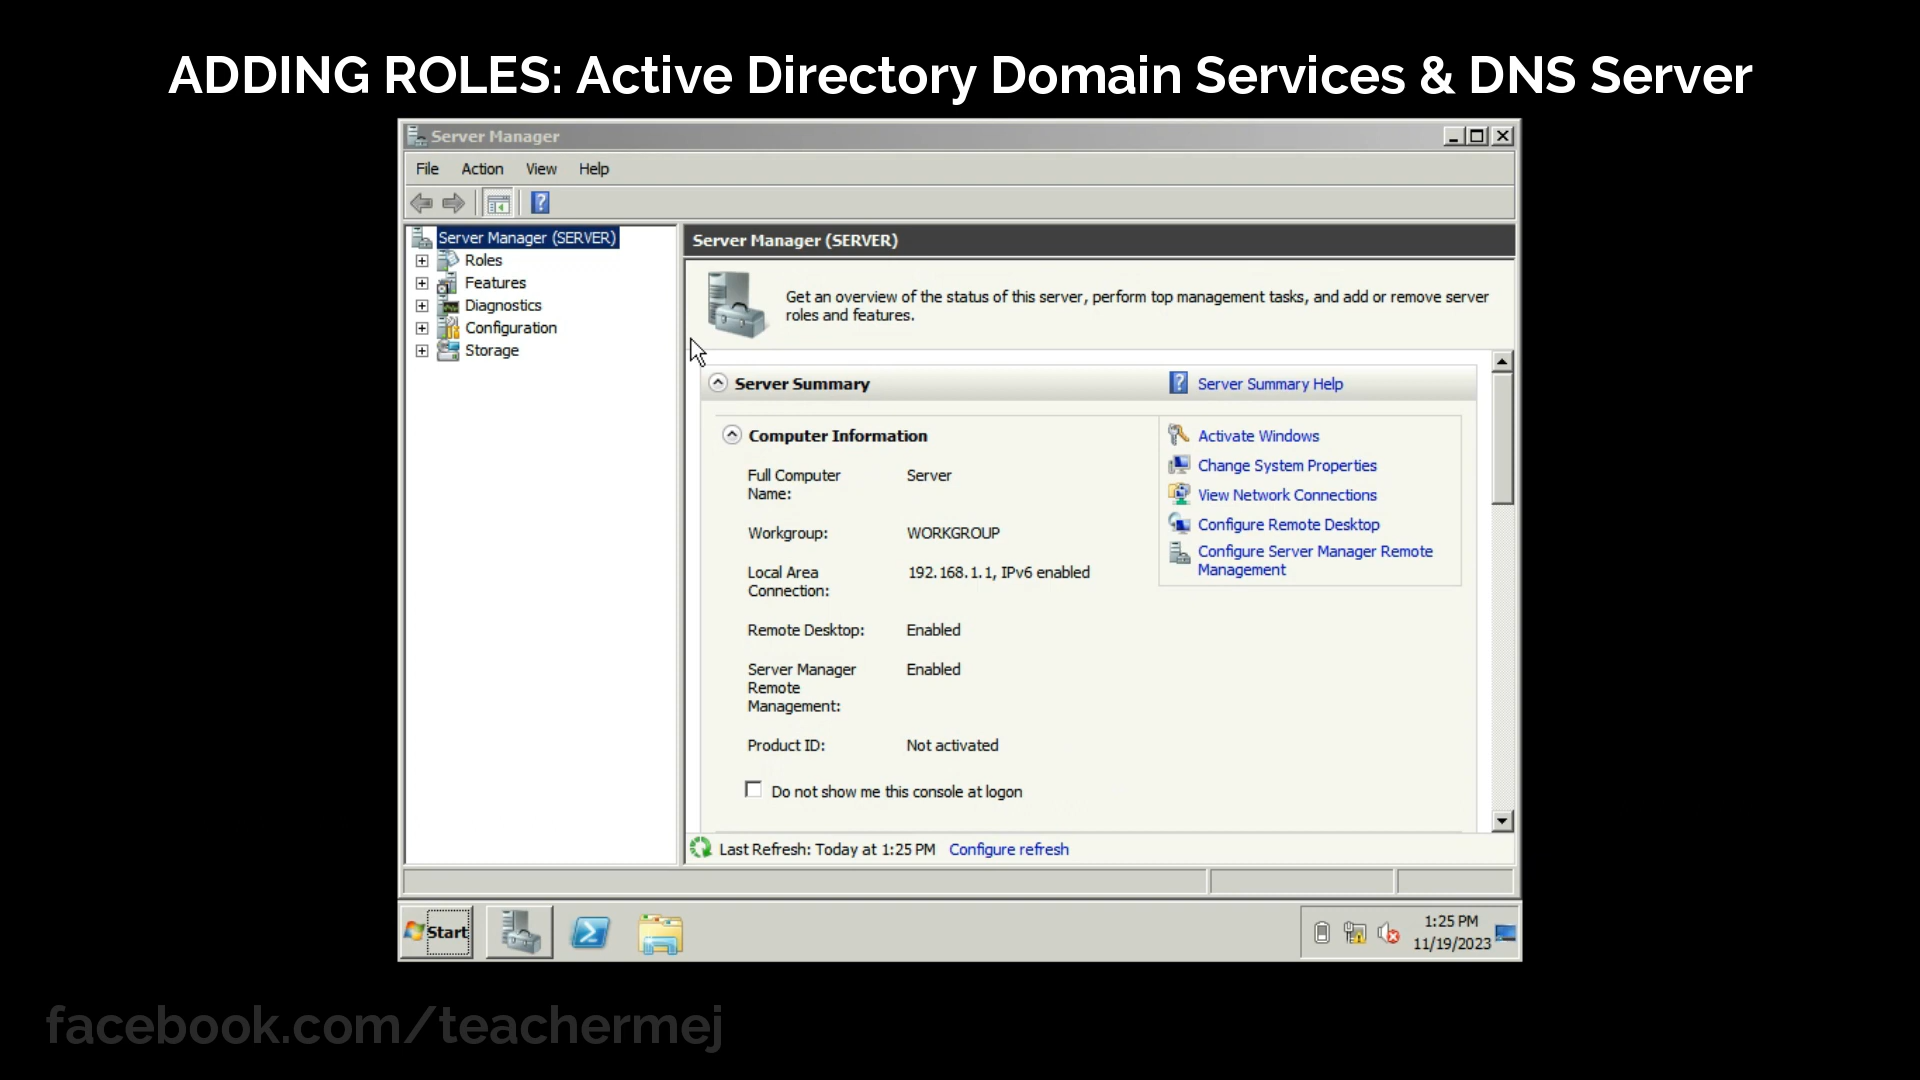 ADDING ROLES: Active Directory Domain Services & DNS Server
Server Manager
File Action View Help
Server Manager (SERVER)
Roles
Features
Diagnostics
Configuration
Storage
Server Manager (SERVER)
Get an overview of the status of this server, perform top management tasks, and add or remove server
roles and features.
Server Summary
Server Summary Help
Computer Information
Full Computer
Name:
Server
Workgroup:
WORKGROUP
Local Area
Connection:
192.168.1.1, IPv6 enabled
Remote Desktop:
Enabled
Server Manager
Remote
Management:
Enabled
Product ID:
Not activated
Do not show me this console at logon
Activate Windows
Change System Properties
View Network Connections
Configure Remote Desktop
Configure Server Manager Remote
Management
Last Refresh: Today at 1:25 PM Configure refresh
Start
1:25 PM
11/19/2023
facebook.com/teachermej